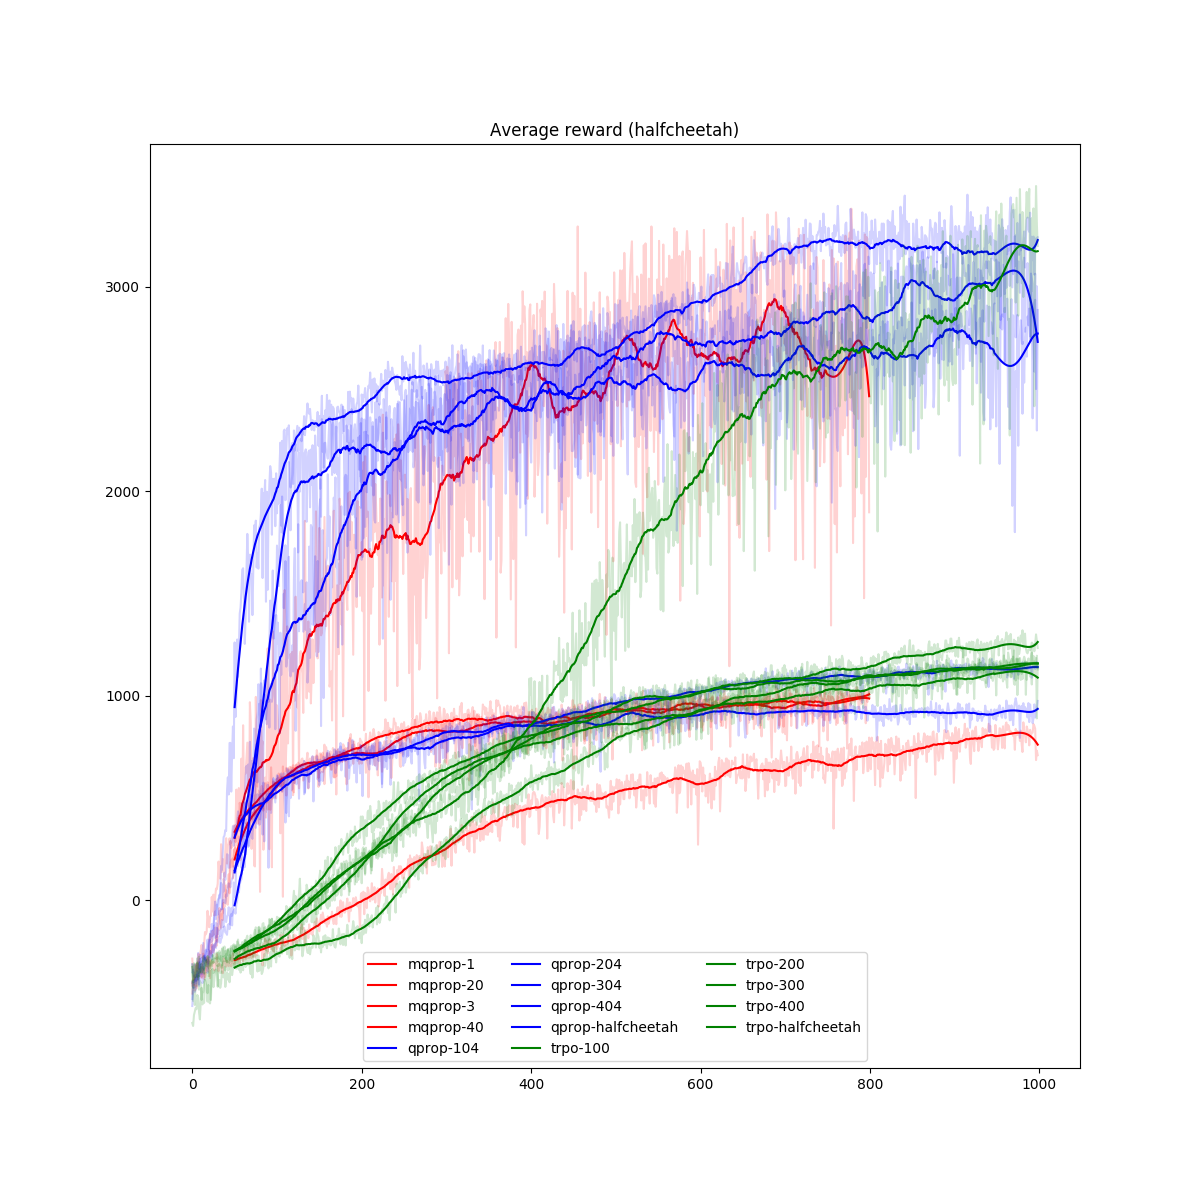 Average reward (halfcheetah)
3000
2000
1000
0
mqprop-1
mqprop-20
mqprop-3
mqprop-40
qprop-104
qprop-204
qprop-304
qprop-404
qprop-halfcheetah
trpo-100
trpo-200
trpo-300
trpo-400
trpo-halfcheetah
0 200 400 600 800 1000